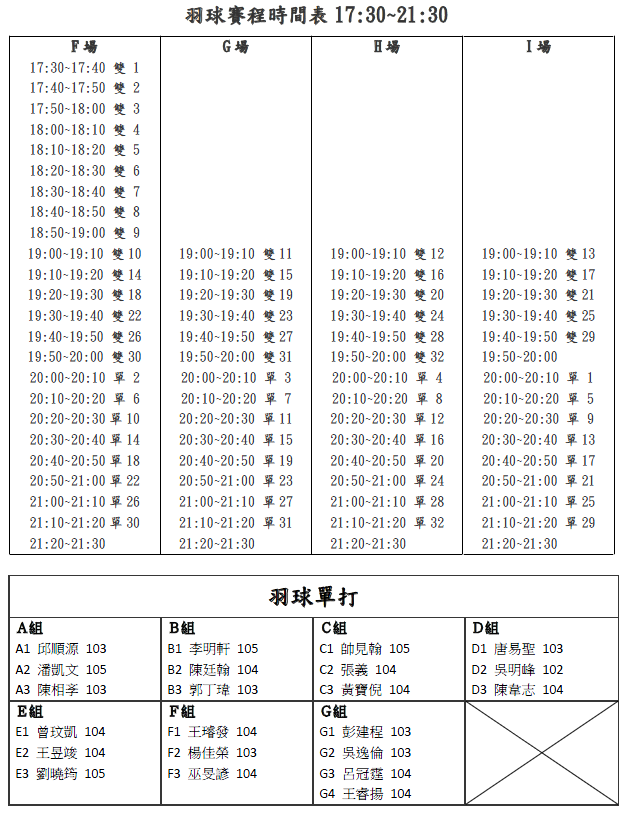 羽球賽程時間表 17:30~21:30
F場 G場 H場 I場
17:30~17:40 雙 1
17:40~17:50 雙 2
17:50~18:00 雙 3
18:00~18:10 雙 4
18:10~18:20 雙 5
18:20~18:30 雙 6
18:30~18:40 雙 7
18:40~18:50 雙 8
18:50~19:00 雙 9
19:00~19:10 雙 10 19:00~19:10 雙 11 19:00~19:10 雙 12 19:00~19:10 雙 13
19:10~19:20 雙 14 19:10~19:20 雙 15 19:10~19:20 雙 16 19:10~19:20 雙 17
19:20~19:30 雙 18 19:20~19:30 雙 19 19:20~19:30 雙 20 19:20~19:30 雙 21
19:30~19:40 雙 22 19:30~19:40 雙 23 19:30~19:40 雙 24 19:30~19:40 雙 25
19:40~19:50 雙 26 19:40~19:50 雙 27 19:40~19:50 雙 28 19:40~19:50 雙 29
19:50~20:00 雙 30 19:50~20:00 雙 31 19:50~20:00 雙 32 19:50~20:00
20:00~20:10 單 2 20:00~20:10 單 3 20:00~20:10 單 4 20:00~20:10 單 1
20:10~20:20 單 6 20:10~20:20 單 7 20:10~20:20 單 8 20:10~20:20 單 5
20:20~20:30 單 10 20:20~20:30 單 11 20:20~20:30 單 12 20:20~20:30 單 9
20:30~20:40 單 14 20:30~20:40 單 15 20:30~20:40 單 16 20:30~20:40 單 13
20:40~20:50 單 18 20:40~20:50 單 19 20:40~20:50 單 20 20:40~20:50 單 17
20:50~21:00 單 22 20:50~21:00 單 23 20:50~21:00 單 24 20:50~21:00 單 21
21:00~21:10 單 26 21:00~21:10 單 27 21:00~21:10 單 28 21:00~21:10 單 25
21:10~21:20 單 30 21:10~21:20 單 31 21:10~21:20 單 32 21:10~21:20 單 29
21:20~21:30 21:20~21:30 21:20~21:30 21:20~21:30
羽球單打
A組 B組 C組 D組
A1 邱順源 103 B1 李明軒 105 C1 帥見翰 105 D1 唐易聖 103
A2 潘凱文 105 B2 陳廷翰 104 C2 張義 104 D2 吳明峰 102
A3 陳相孝 103 B3 郭丁瑋 103 C3 黃寶倪 104 D3 陳韋志 104
E組 F組 G組
E1 曾玟凱 104 F1 王璿發 104 G1 彭建程 103
E2 王昱竣 104 F2 楊佳榮 103 G2 吳逸倫 103
E3 劉曉筠 105 F3 巫旻諺 104 G3 呂冠霆 104
G4 王睿揚 104